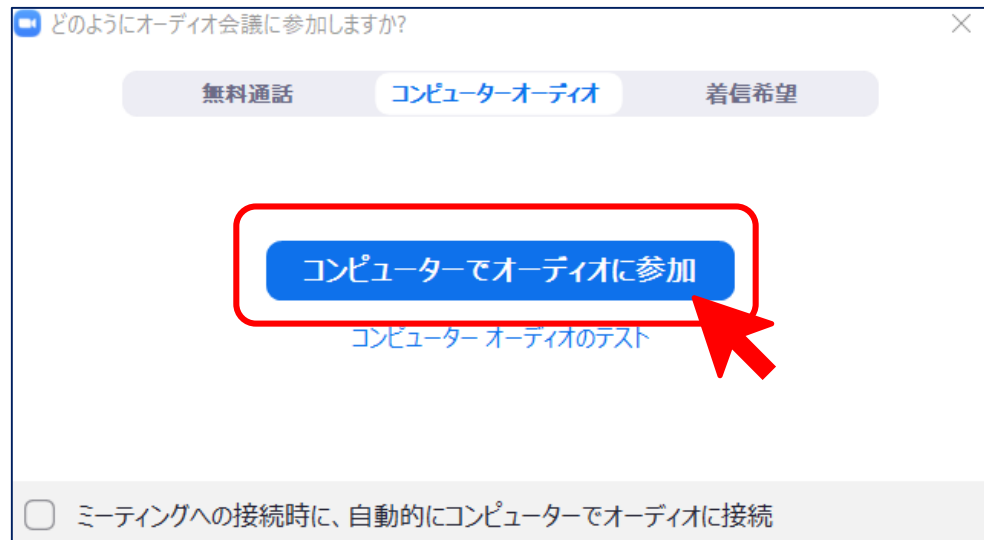 どのようにオーディオ会議に参加しますか?
無料通話 コンピューターオーディオ 着信希望
コンピューターでオーディオに参加
コンピューター オーディオのテスト
ミーティングへの接続時に、自動的にコンピューターでオーディオに接続